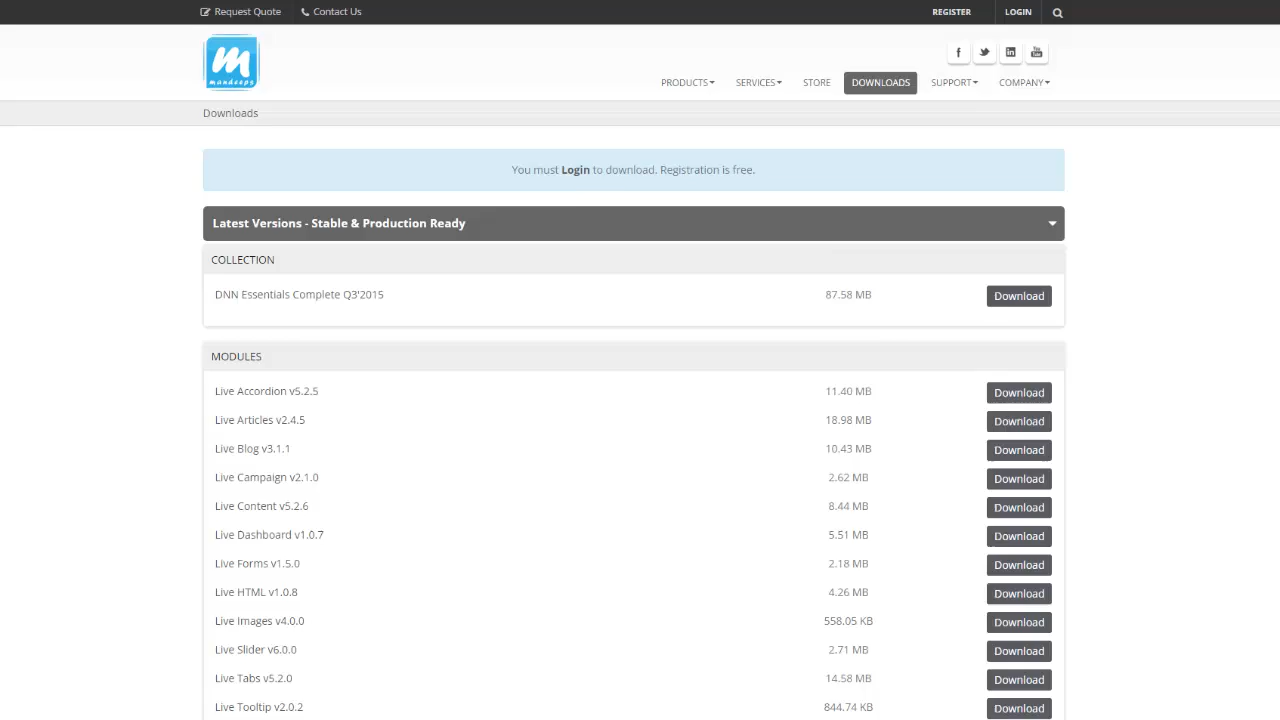 Request Quote Contact Us REGISTER LOGIN
m
mandeeps
PRODUCTS SERVICES STORE DOWNLOADS SUPPORT COMPANY
Downloads
You must Login to download. Registration is free.
Latest Versions - Stable & Production Ready
COLLECTION
DNN Essentials Complete Q3'2015 87.58 MB Download
MODULES
Live Accordion v5.2.5 11.40 MB Download
Live Articles v2.4.5 18.98 MB Download
Live Blog v3.1.1 10.43 MB Download
Live Campaign v2.1.0 2.62 MB Download
Live Content v5.2.6 8.44 MB Download
Live Dashboard v1.0.7 5.51 MB Download
Live Forms v1.5.0 2.18 MB Download
Live HTML v1.0.8 4.26 MB Download
Live Images v4.0.0 558.05 KB Download
Live Slider v6.0.0 2.71 MB Download
Live Tabs v5.2.0 14.58 MB Download
Live Tooltip v2.0.2 844.74 KB Download